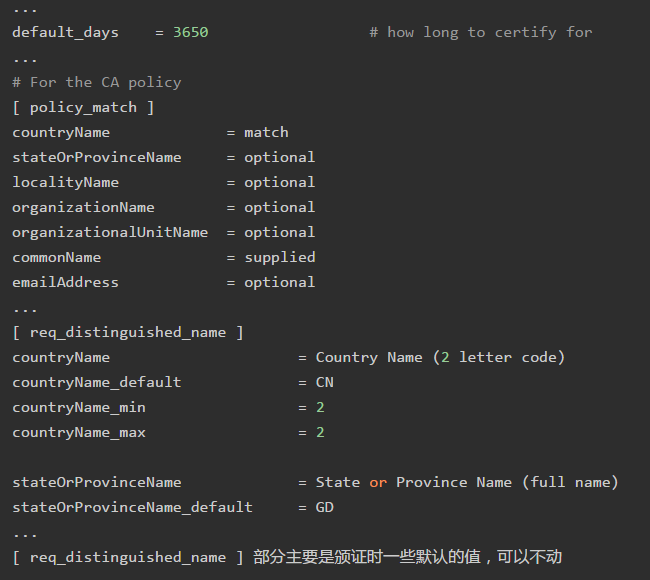 ...
default_days    = 3650                  # how long to certify for
...
# For the CA policy
[ policy_match ]
countryName             = match
stateOrProvinceName     = optional
localityName            = optional
organizationName        = optional
organizationalUnitName  = optional
commonName              = supplied
emailAddress            = optional
...
[ req_distinguished_name ]
countryName                     = Country Name (2 letter code)
countryName_default             = CN
countryName_min                 = 2
countryName_max                 = 2
stateOrProvinceName             = State or Province Name (full name)
stateOrProvinceName_default     = GD
...
[ req_distinguished_name ] 部分主要是颁证时一些默认的值，可以不动